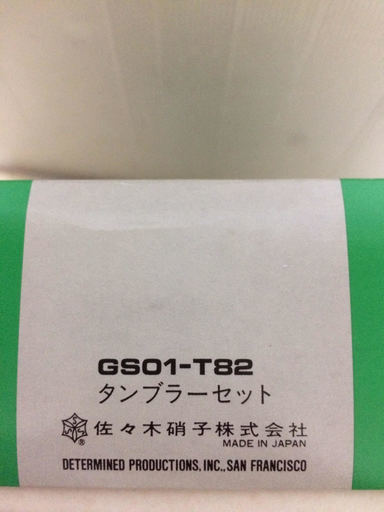 GS01-T82
タンブラーセット
® 佐々木硝子株式会社
MADE IN JAPAN
DETERMINED PRODUCTIONS, INC., SAN FRANCISCO